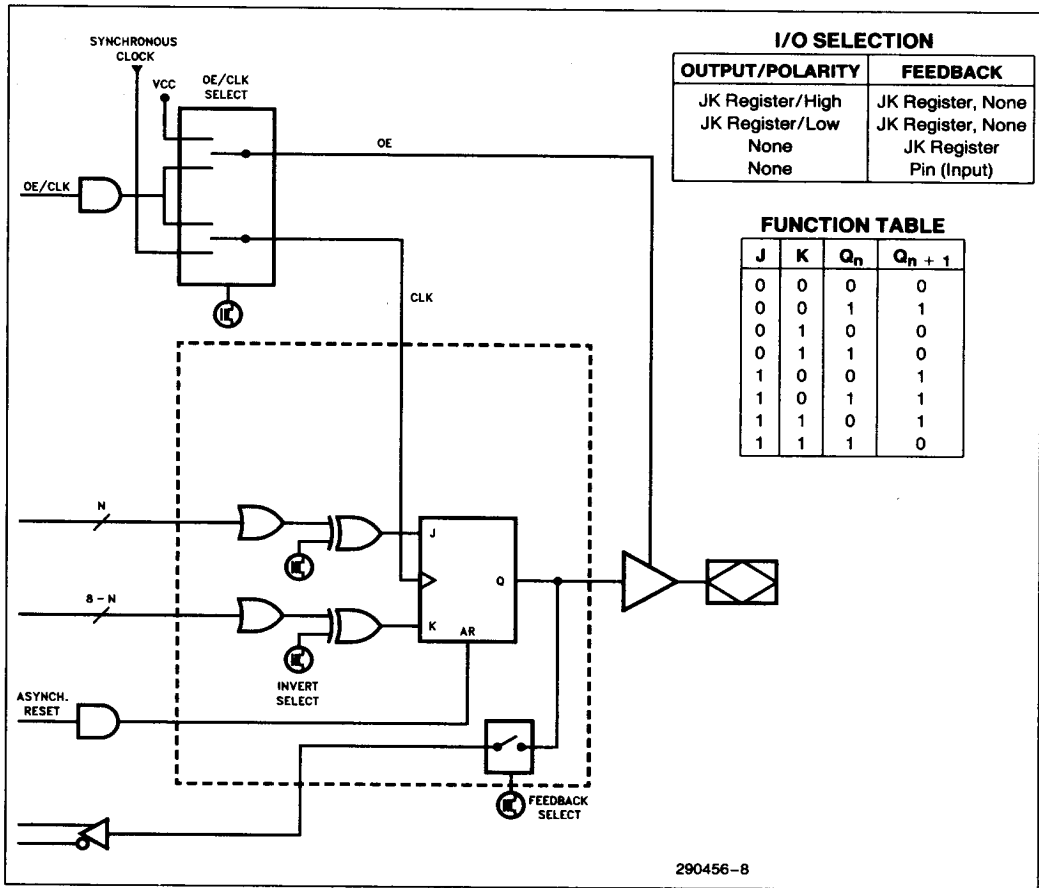 SYNCHRONOUS
CLOCK
VCC
OE/CLK
SELECT
OE
OE/CLK
CLK
I/O SELECTION
OUTPUT/POLARITY FEEDBACK
JK Register/High JK Register, None
JK Register/Low JK Register, None
None JK Register
None Pin (Input)
FUNCTION TABLE
J K Qn Qn + 1
0 0 0 0
0 0 1 1
0 1 0 0
0 1 1 0
1 0 0 1
1 0 1 1
1 1 0 1
1 1 1 0
N
J
Q
8 - N
K
AR
INVERT
SELECT
ASYNCH.
RESET
FEEDBACK
SELECT
290456-8